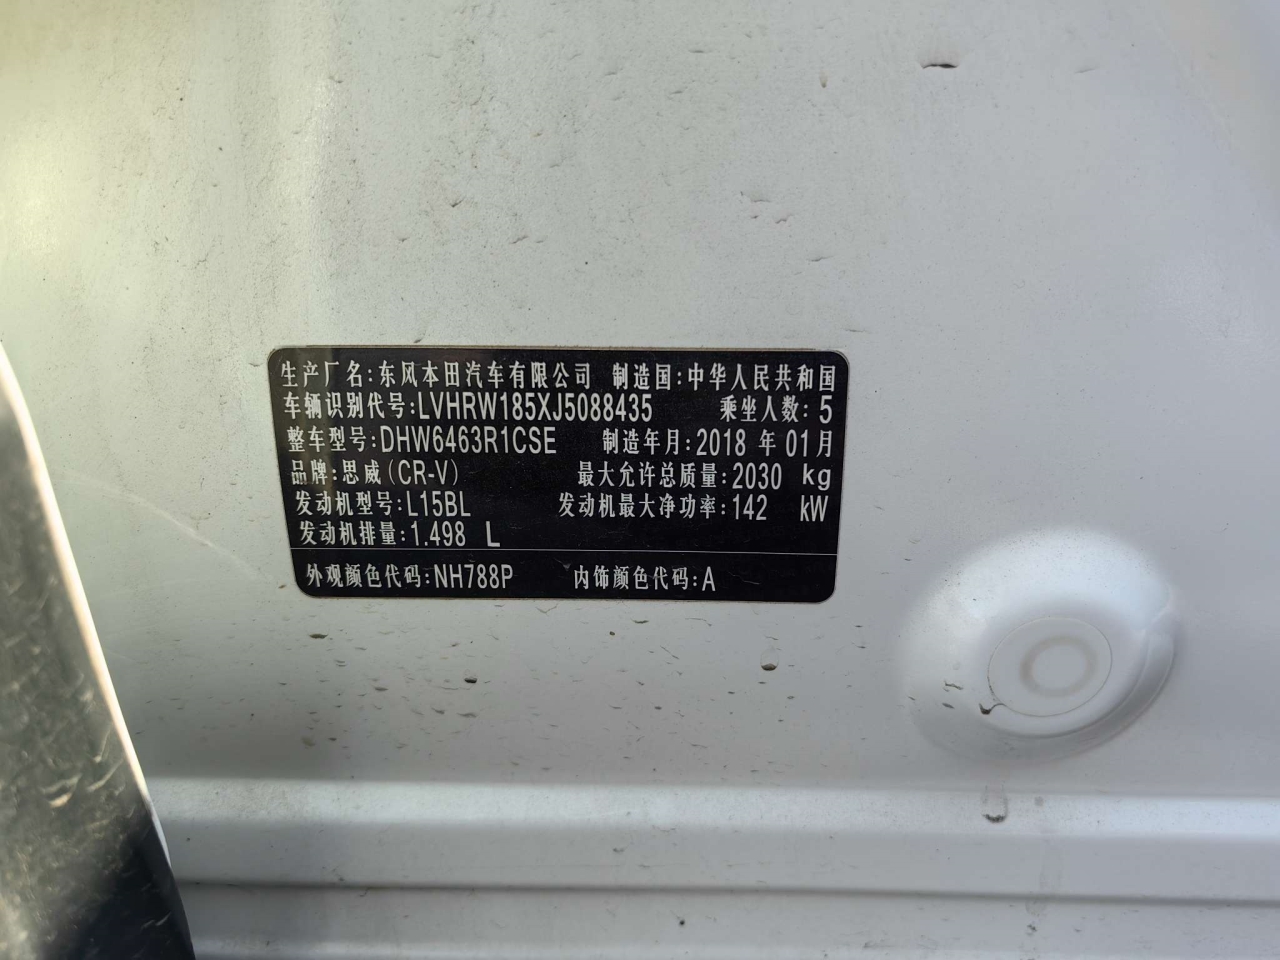 生产厂名:东风本田汽车有限公司 制造国:中华人民共和国
车辆识别代号:LVHRW185XJ5088435 乘坐人数:5
整车型号:DHW6463R1CSE 制造年月:2018 年 01 月
品牌:思威(CR-V) 最大允许总质量:2030 kg
发动机型号:L15BL 发动机最大净功率:142 kW
发动机排量:1.498 L
外观颜色代码:NH788P 内饰颜色代码:A